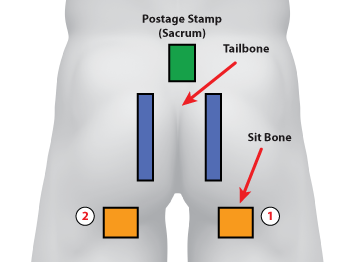 Postage Stamp
(Sacrum)
Tailbone
Sit Bone
2
1